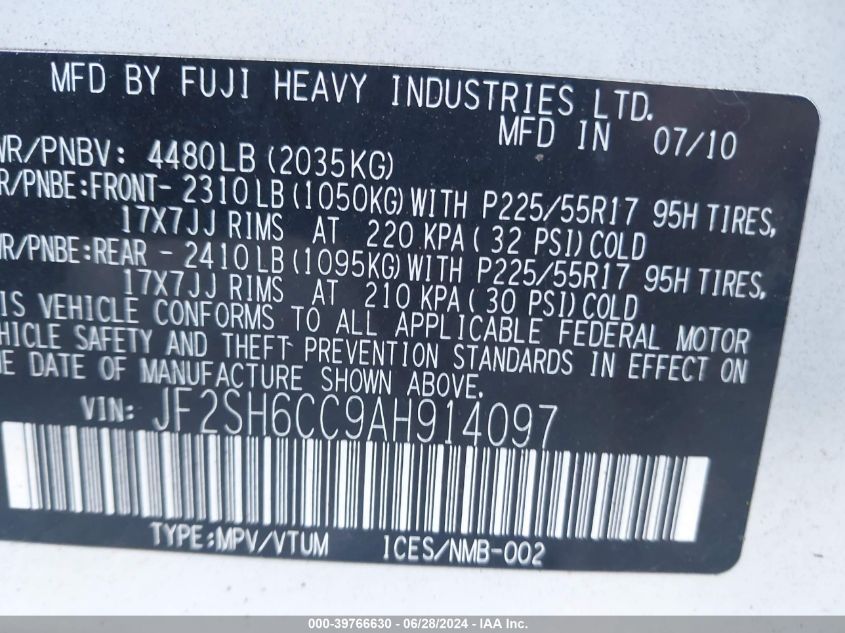 MFD BY FUJI HEAVY INDUSTRIES LTD.
MFD IN 07/10
WR/PNBV: 4480LB (2035KG)
R/PNBE:FRONT- 2310LB (1050KG) WITH P225/55R17 95H TIRES,
17X7JJ RIMS AT 220 KPA ( 32 PSI) COLD
WR/PNBE:REAR - 2410LB (1095KG) WITH P225/55R17 95H TIRES,
17X7JJ RIMS AT 210 KPA ( 30 PSI) COLD
IS VEHICLE CONFORMS TO ALL APPLICABLE FEDERAL MOTOR
HICLE SAFETY AND THEFT PREVENTION STANDARDS IN EFFECT ON
E DATE OF MANUFACTURE SHOWN ABOVE.
VIN: JF2SH6CC9AH914097
TYPE:MPV/VTUM ICES/NMB-002
000-39766630 - 06/28/2024 - IAA Inc.